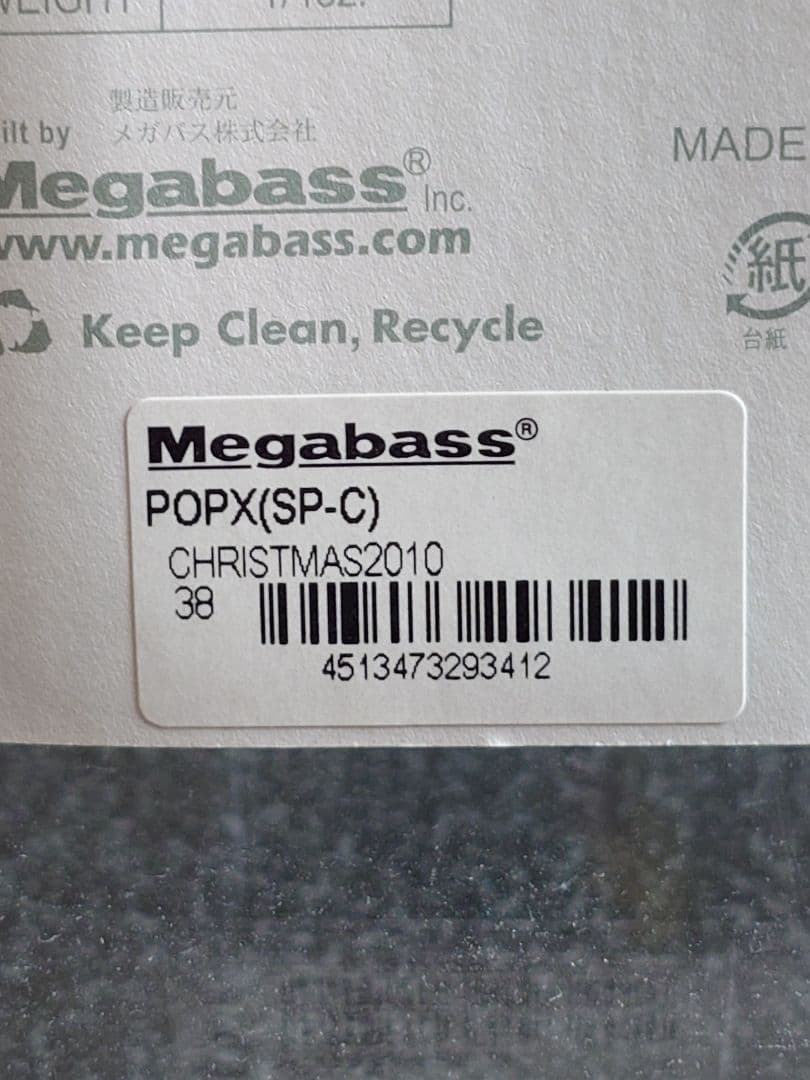 製造販売元
ilt by メガバス株式会社
Megabass® Inc.
www.megabass.com
MADE
紙
台紙
Keep Clean, Recycle
Megabass®
POPX(SP-C)
CHRISTMAS2010
38
4513473293412